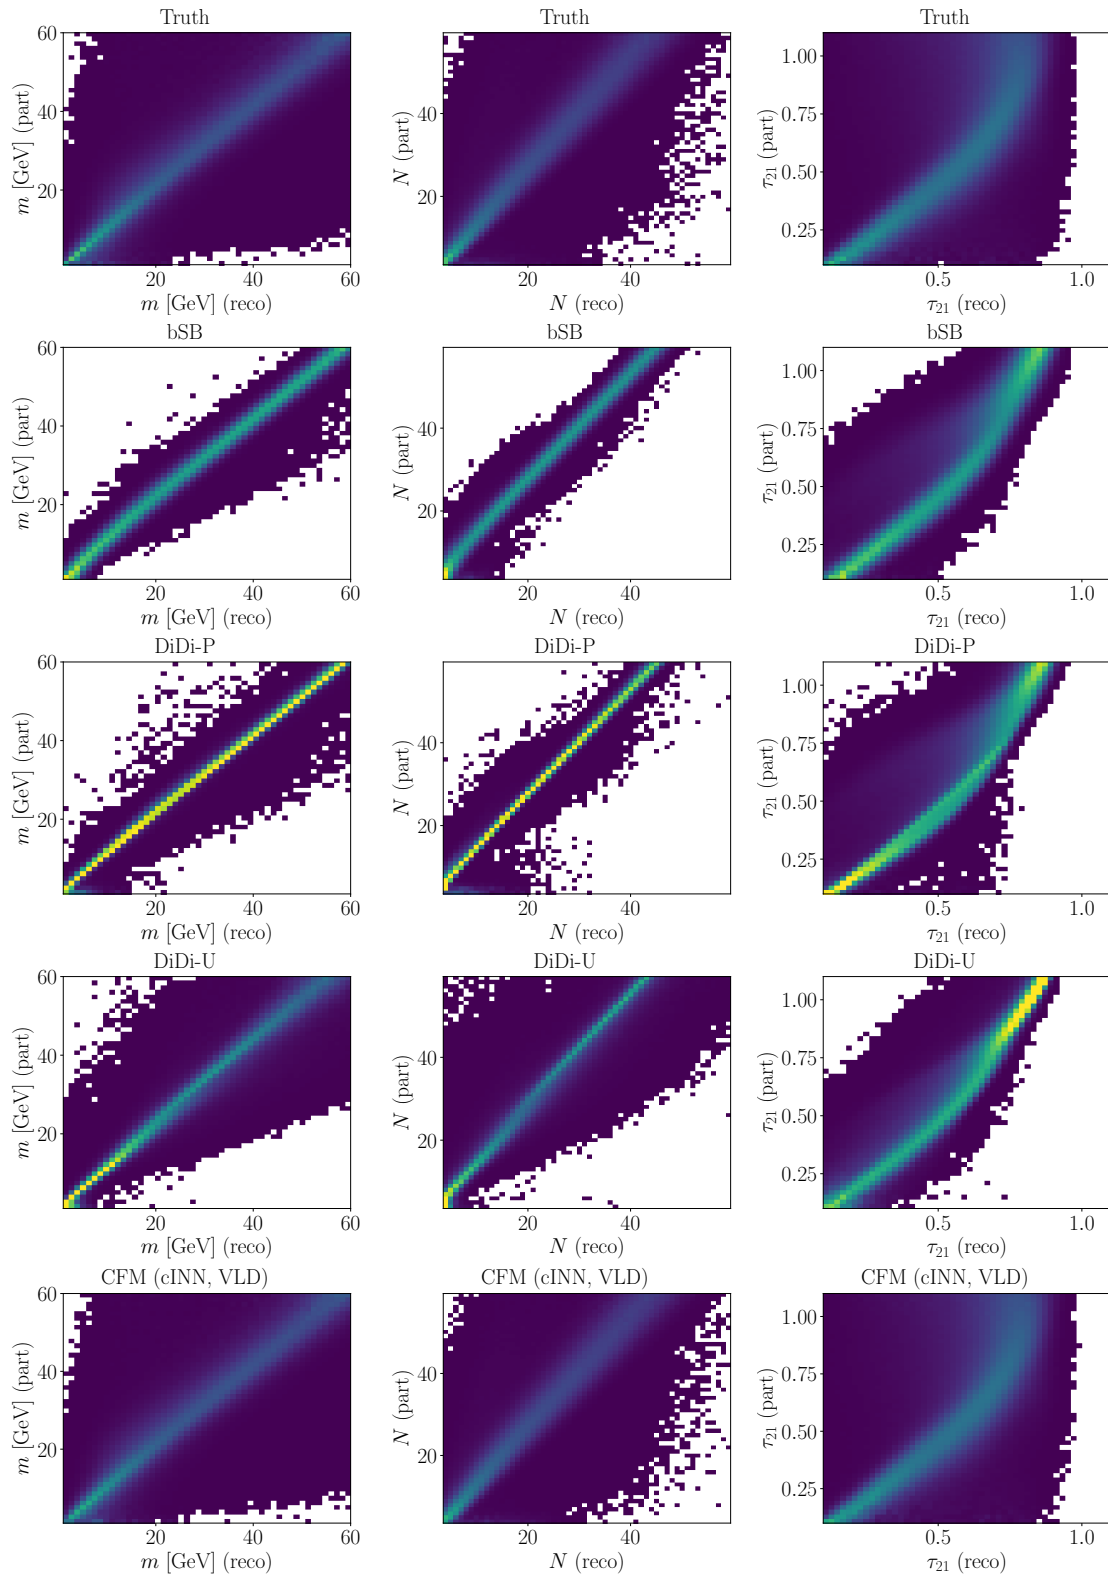 Truth Truth Truth
m [GeV] (part) 60 40 20
N (part) 40 20
τ21 (part) 1.00 0.75 0.50 0.25
20 40 60 20 40 0.5 1.0
m [GeV] (reco) N (reco) τ21 (reco)
bSB bSB bSB
m [GeV] (part) 60 40 20
N (part) 40 20
τ21 (part) 1.00 0.75 0.50 0.25
20 40 60 20 40 0.5 1.0
m [GeV] (reco) N (reco) τ21 (reco)
DiDi-P DiDi-P DiDi-P
m [GeV] (part) 60 40 20
N (part) 40 20
τ21 (part) 1.00 0.75 0.50 0.25
20 40 60 20 40 0.5 1.0
m [GeV] (reco) N (reco) τ21 (reco)
DiDi-U DiDi-U DiDi-U
m [GeV] (part) 60 40 20
N (part) 40 20
τ21 (part) 1.00 0.75 0.50 0.25
20 40 60 20 40 0.5 1.0
m [GeV] (reco) N (reco) τ21 (reco)
CFM (cINN, VLD) CFM (cINN, VLD) CFM (cINN, VLD)
m [GeV] (part) 60 40 20
N (part) 40 20
τ21 (part) 1.00 0.75 0.50 0.25
20 40 60 20 40 0.5 1.0
m [GeV] (reco) N (reco) τ21 (reco)